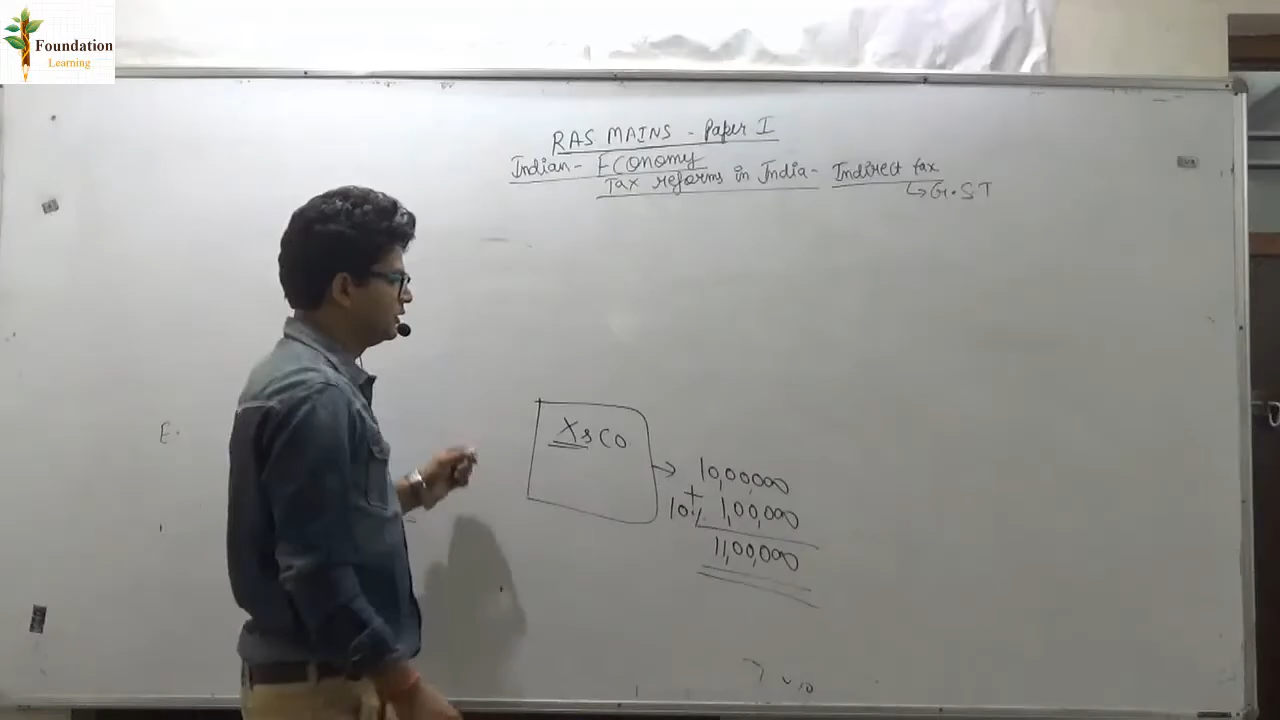 Foundation
Learning
RAS MAINS - Paper I
Indian - Economy
Tax reforms in India - Indirect tax
↳ G.S T
E.
X s CO
→ 10,00,000
+
10% 1,00,000
11,00,000